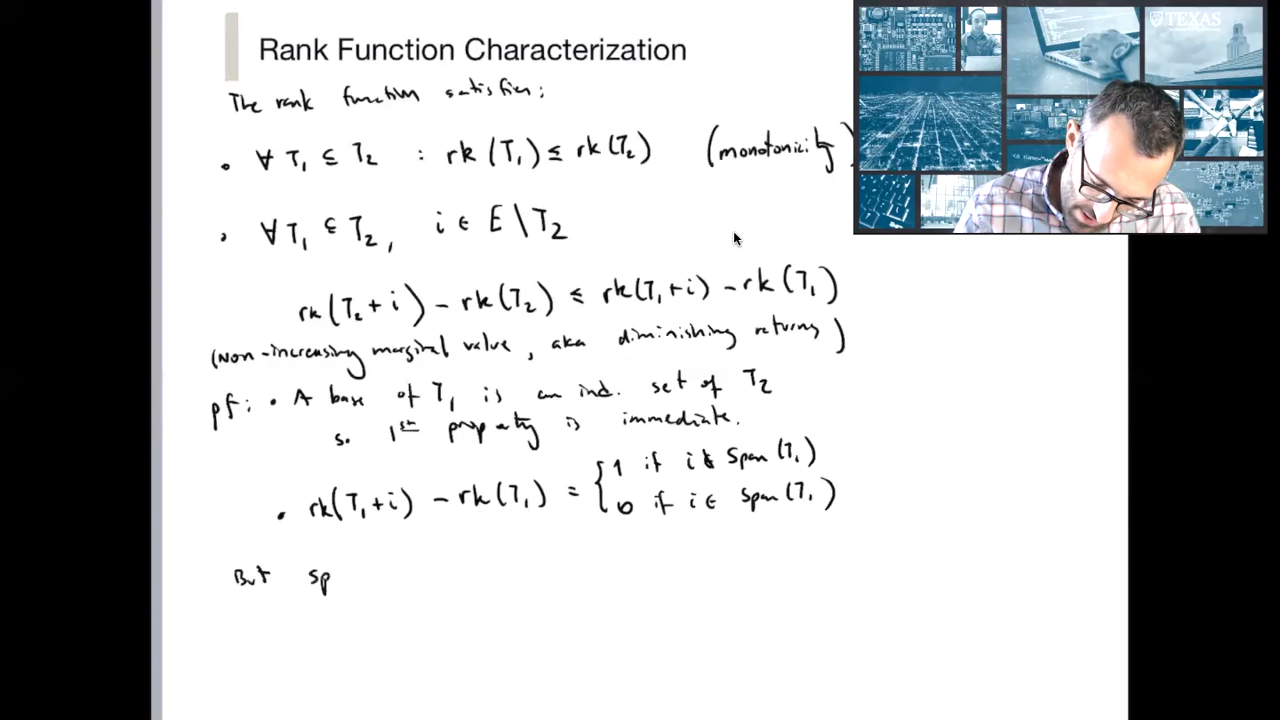 Rank Function Characterization
TEXAS
The rank function satisfies:
• ∀ T₁ ⊆ T₂ : rk (T₁) ≤ rk (T₂) (monotonicity)
• ∀ T₁ ⊆ T₂, i ∈ E \ T₂
rk (T₂ + i) - rk (T₂) ≤ rk (T₁ + i) - rk (T₁)
(Non-increasing marginal value, aka diminishing returns)
pf: • A base of T₁ is an ind. set of T₂
so 1st property is immediate.
• rk (T₁ + i) - rk (T₁) = { 1 if i ∉ Span (T₁)
0 if i ∈ Span (T₁)
But sp